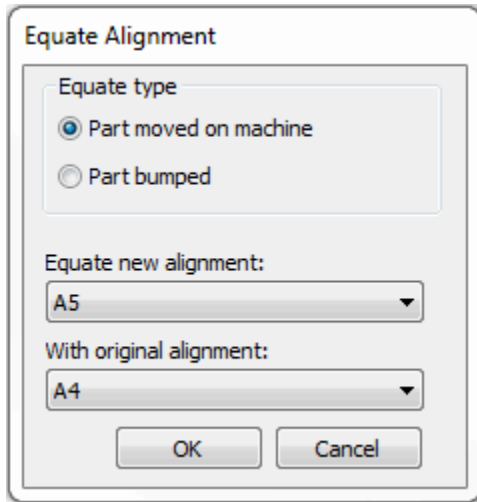 Equate Alignment
Equate type
Part moved on machine
Part bumped
Equate new alignment:
A5
With original alignment:
A4
OK Cancel